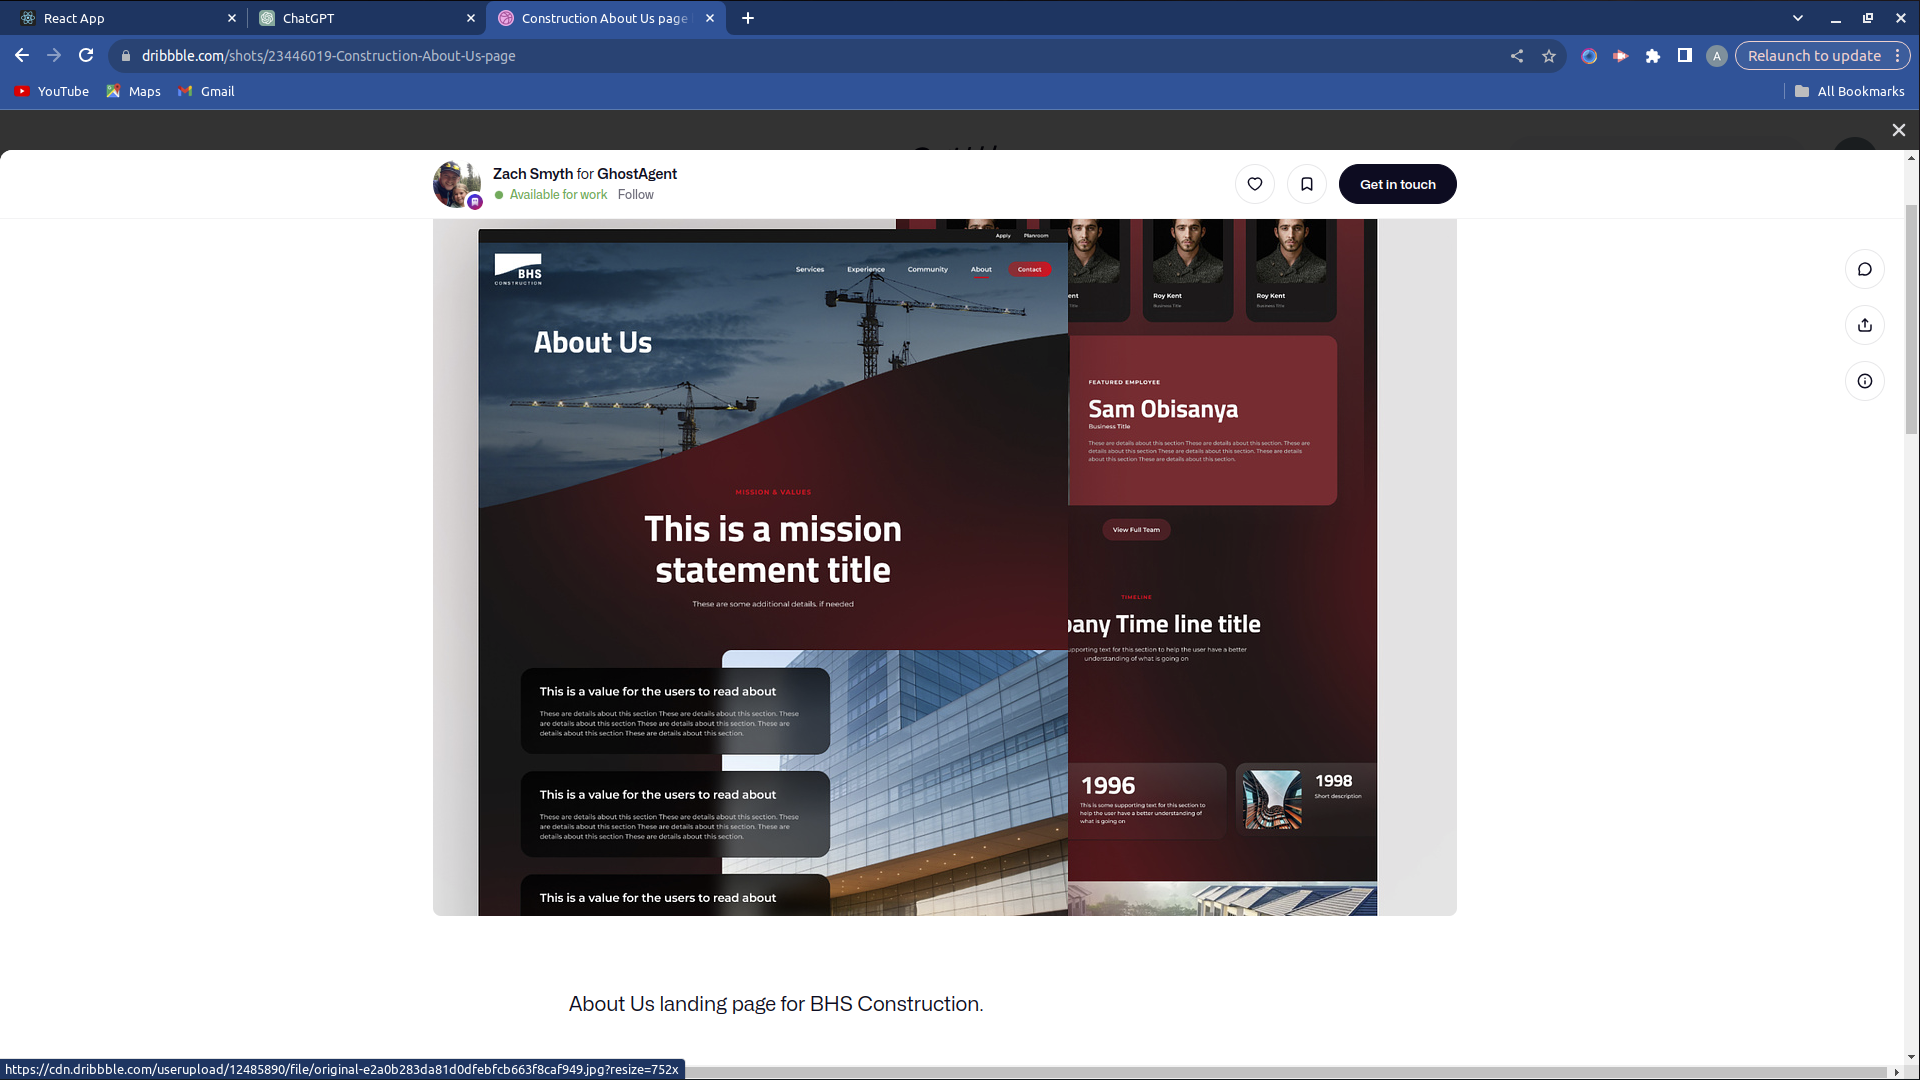 React App
ChatGPT
Construction About Us page
dribbble.com/shots/23446019-Construction-About-Us-page
A
Relaunch to update
YouTube
Maps
Gmail
All Bookmarks
Zach Smyth for GhostAgent
Available for work
Follow
Get in touch
Apply
Planroom
BHS
CONSTRUCTION
Services
Experience
Community
About
Contact
About Us
MISSION & VALUES
This is a mission
statement title
These are some additional details. if needed
This is a value for the users to read about
These are details about this section These are details about this section. These
are details about this section These are details about this section. These are
details about this section These are details about this section.
This is a value for the users to read about
These are details about this section These are details about this section. These
are details about this section These are details about this section. These are
details about this section These are details about this section.
This is a value for the users to read about
ent
Title
Roy Kent
Business Title
Roy Kent
Business Title
FEATURED EMPLOYEE
Sam Obisanya
Business Title
These are details about this section These are details about this section. These are
details about this section These are details about this section. These are details
about this section These are details about this section.
View Full Team
TIMELINE
pany Time line title
upporting text for this section to help the user have a better
understanding of what is going on
1996
This is some supporting text for this section to
help the user have a better understanding of
what is going on
1998
Short description
About Us landing page for BHS Construction.
https://cdn.dribbble.com/userupload/12485890/file/original-e2a0b283da81d0dfebfcb663f8caf949.jpg?resize=752x